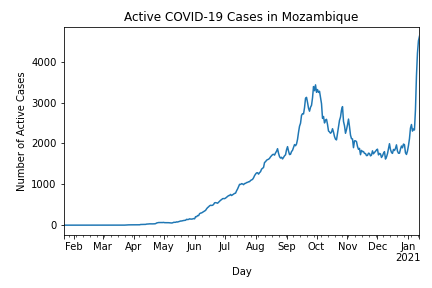 Active COVID-19 Cases in Mozambique
Number of Active Cases
4000
3000
2000
1000
0
Feb Mar Apr May Jun Jul Aug Sep Oct Nov Dec Jan
2021
Day